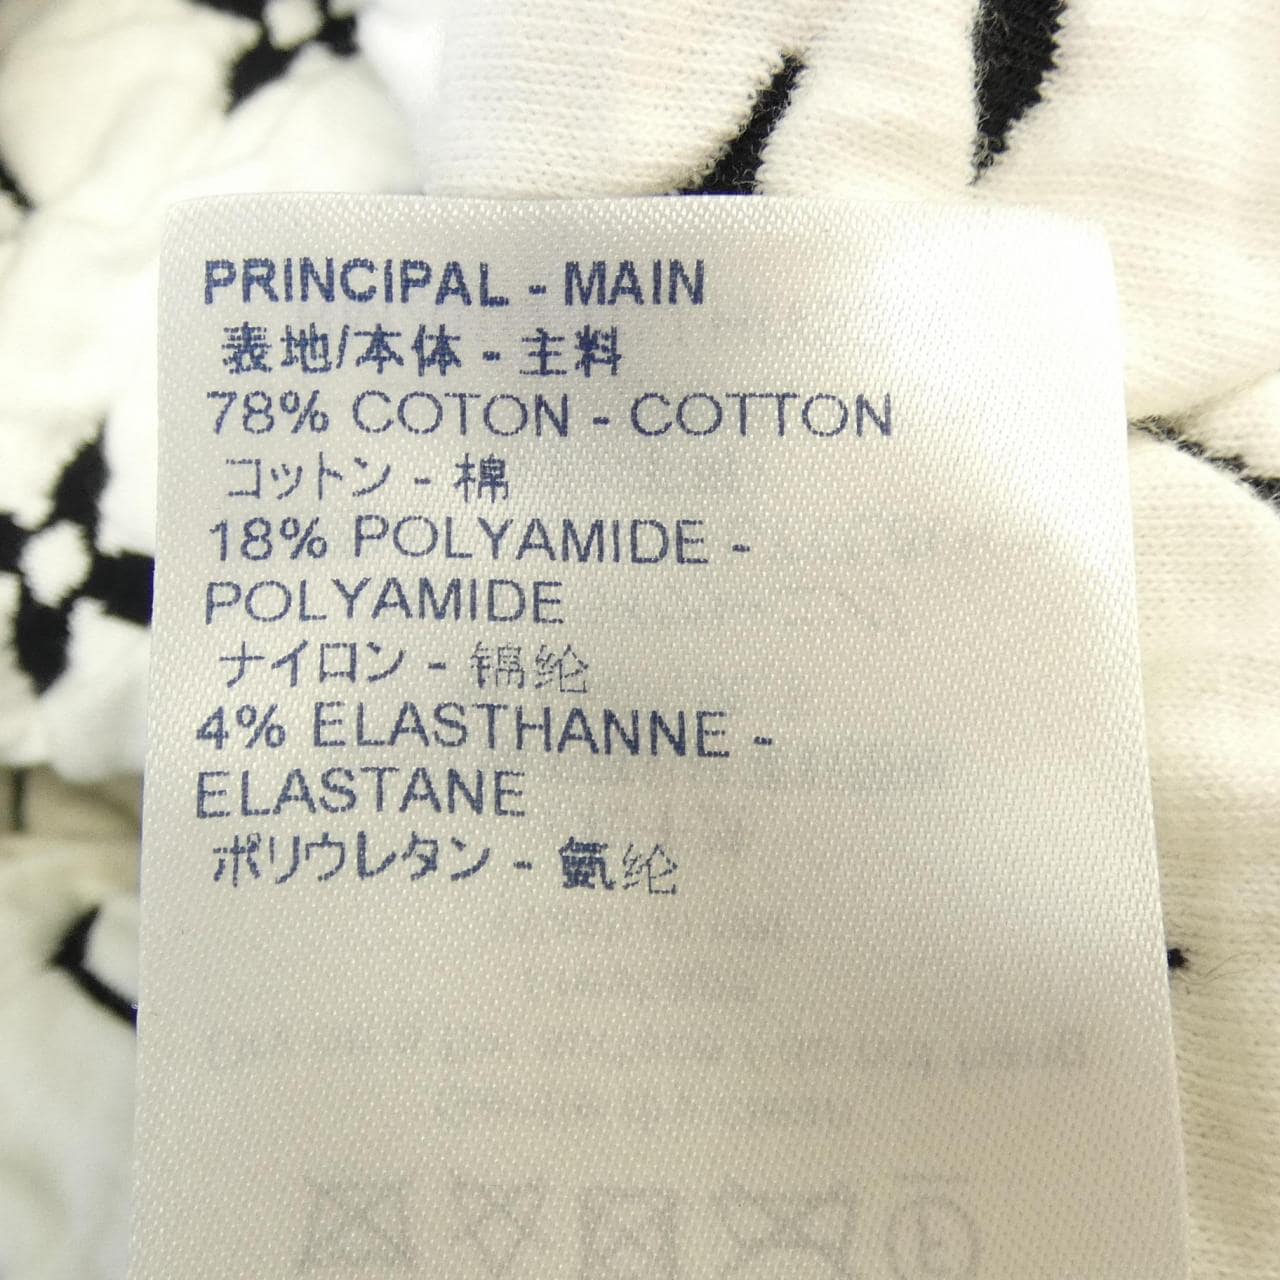 PRINCIPAL - MAIN
表地/本体 - 主料
78% COTON - COTTON
コットン - 棉
18% POLYAMIDE -
POLYAMIDE
ナイロン - 锦纶
4% ELASTHANNE -
ELASTANE
ポリウレタン - 氨纶